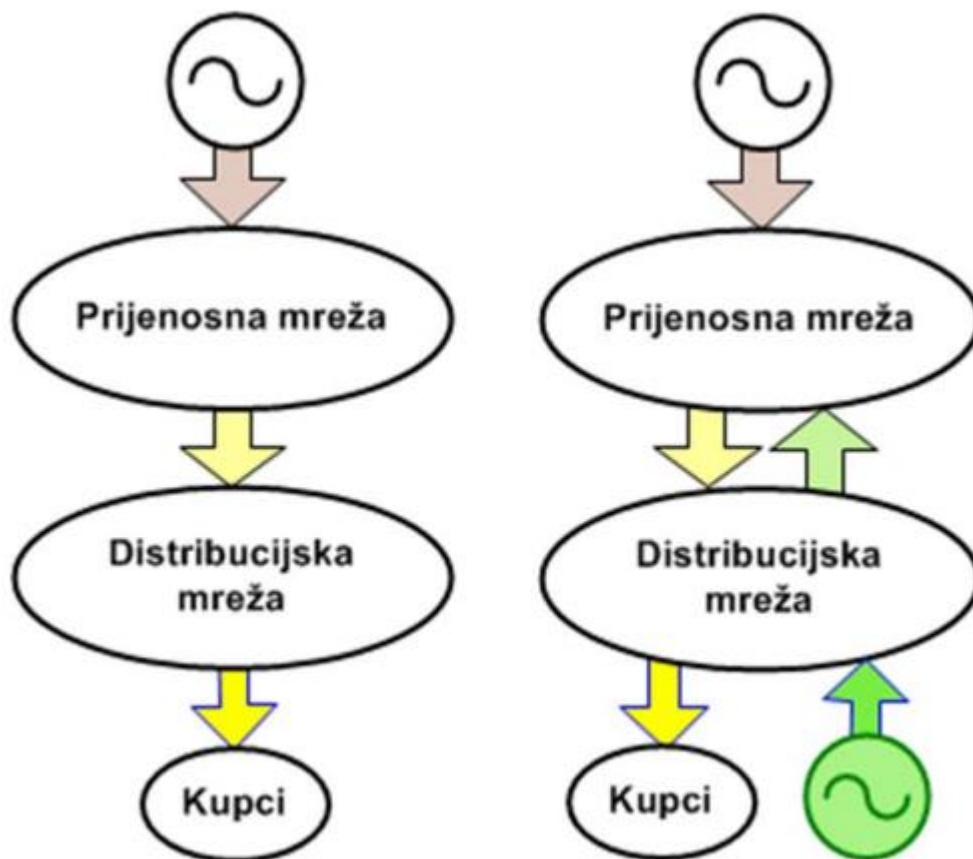 Prijenosna mreža
Distribucijska
mreža
Kupci
Prijenosna mreža
Distribucijska
mreža
Kupci